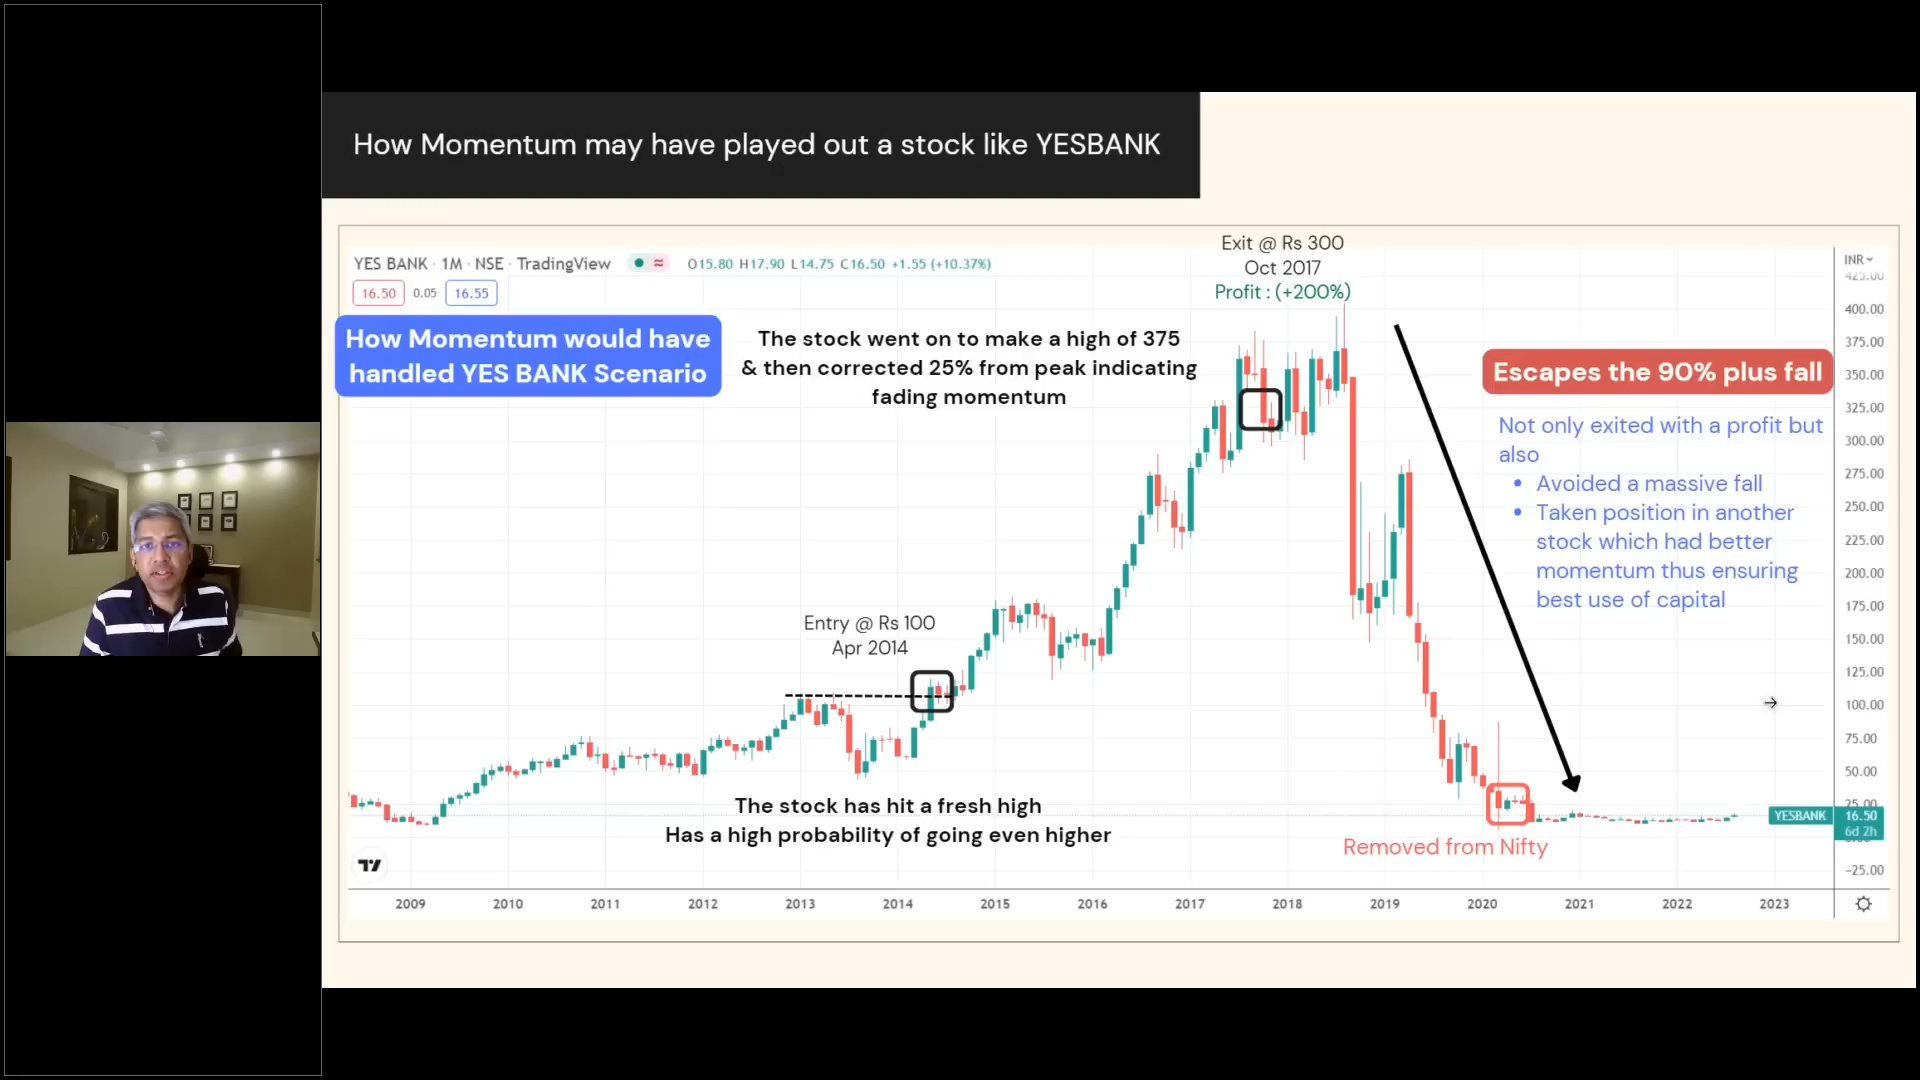 How Momentum may have played out a stock like YESBANK
YES BANK · 1M · NSE · TradingView
O15.80 H17.90 L14.75 C16.50 +1.55 (+10.37%)
16.50 0.05 16.55
How Momentum would have
handled YES BANK Scenario
The stock went on to make a high of 375
& then corrected 25% from peak indicating
fading momentum
Exit @ Rs 300
Oct 2017
Profit : (+200%)
Escapes the 90% plus fall
Not only exited with a profit but
also
• Avoided a massive fall
• Taken position in another
stock which had better
momentum thus ensuring
best use of capital
Entry @ Rs 100
Apr 2014
The stock has hit a fresh high
Has a high probability of going even higher
Removed from Nifty
INR
425.00
400.00
375.00
350.00
325.00
300.00
275.00
250.00
225.00
200.00
175.00
150.00
125.00
100.00
75.00
50.00
25.00
YESBANK 16.50
6d 2h
−25.00
2009 2010 2011 2012 2013 2014 2015 2016 2017 2018 2019 2020 2021 2022 2023